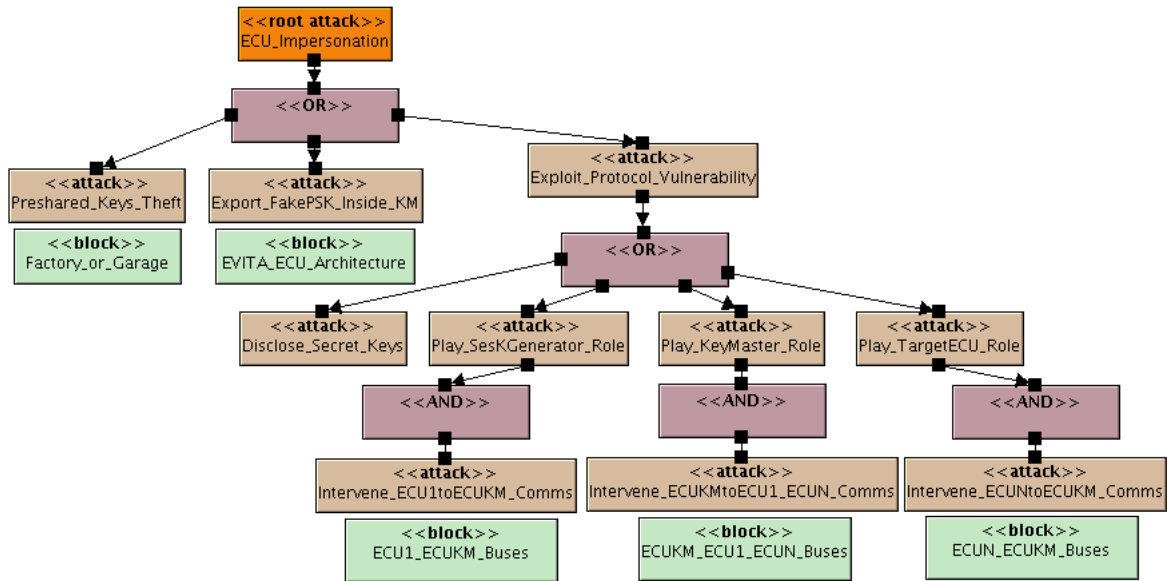 <<root attack>>
ECU_Impersonation
<<OR>>
<<attack>>
Preshared_Keys_Theft
<<attack>>
Export_FakePSK_Inside_KM
<<attack>>
Exploit_Protocol_Vulnerability
<<block>>
Factory_or_Garage
<<block>>
EVITA_ECU_Architecture
<<OR>>
<<attack>>
Disclose_Secret_Keys
<<attack>>
Play_SesKGenerator_Role
<<attack>>
Play_KeyMaster_Role
<<attack>>
Play_TargetECU_Role
<<AND>>
<<AND>>
<<AND>>
<<attack>>
Intervene_ECU1toECUKM_Comms
<<attack>>
Intervene_ECUKMtoECU1_ECUN_Comms
<<attack>>
Intervene_ECUNtoECUKM_Comms
<<block>>
ECU1_ECUKM_Buses
<<block>>
ECUKM_ECU1_ECUN_Buses
<<block>>
ECUN_ECUKM_Buses